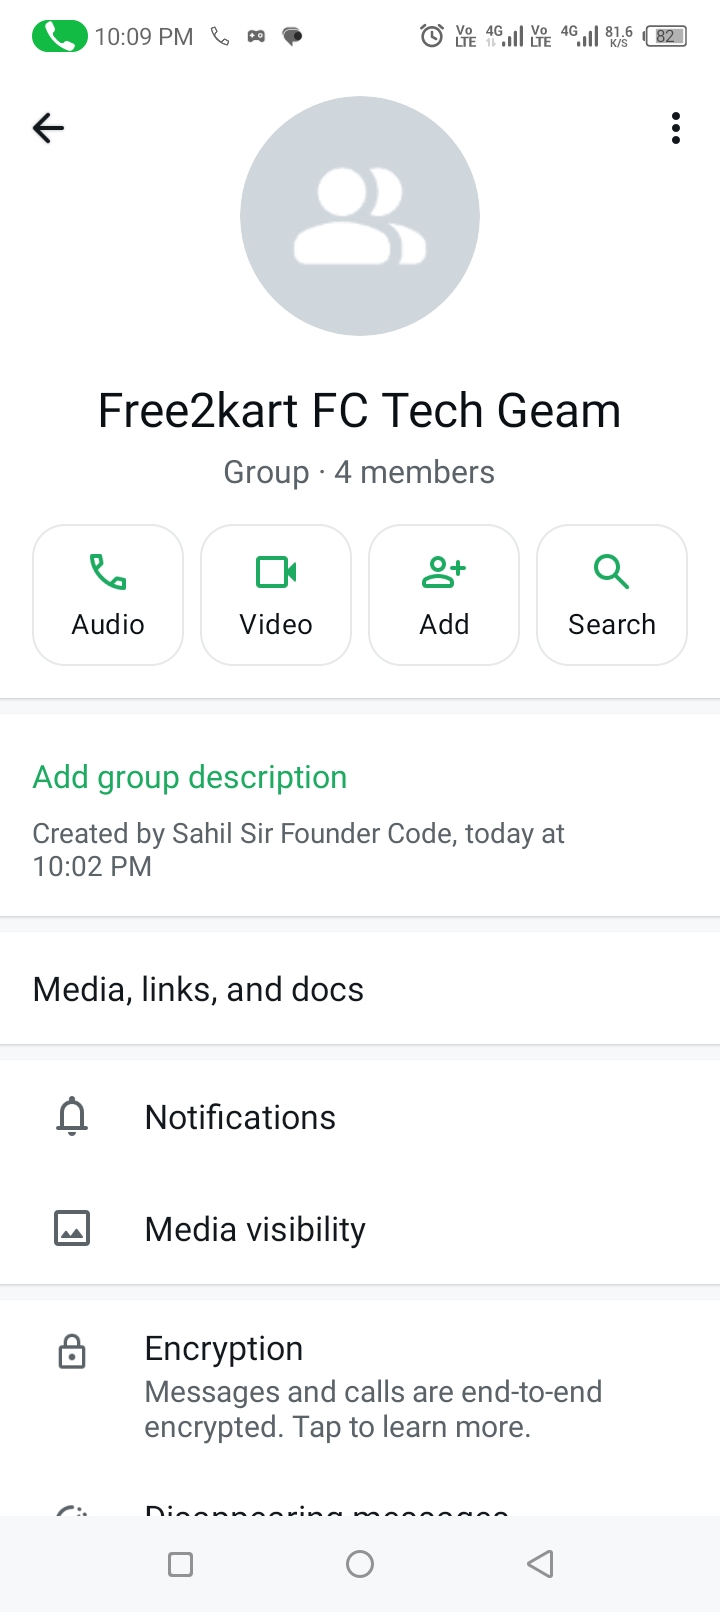 10:09 PM
Vo LTE 4G Vo LTE 4G 81.6 K/S 82
Free2kart FC Tech Geam
Group · 4 members
Audio Video Add Search
Add group description
Created by Sahil Sir Founder Code, today at
10:02 PM
Media, links, and docs
Notifications
Media visibility
Encryption
Messages and calls are end-to-end
encrypted. Tap to learn more.
Disappearing messages